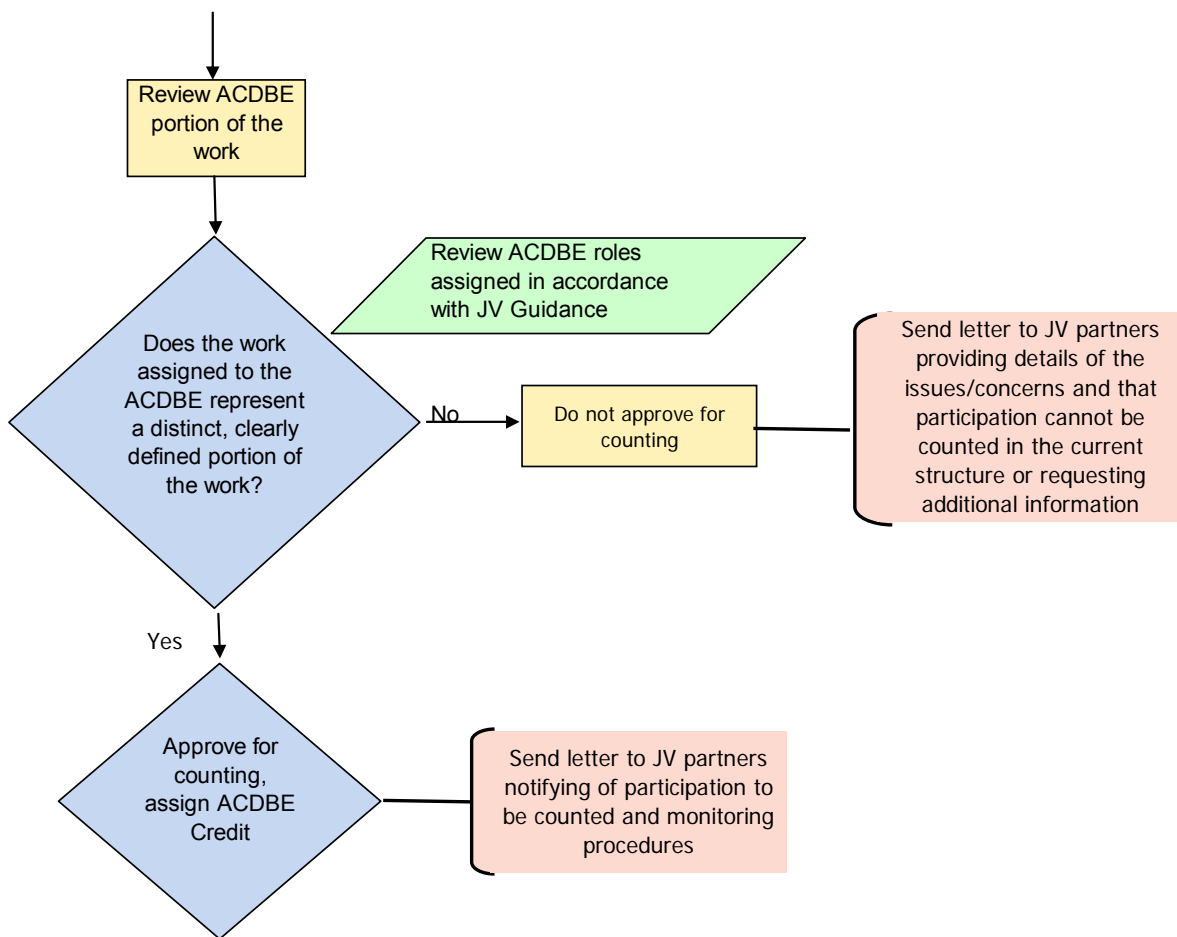 Review ACDBE
portion of the
work
Review ACDBE roles
assigned in accordance
with JV Guidance
Does the work
assigned to the
ACDBE represent
a distinct, clearly
defined portion of
the work?
No
Do not approve for
counting
Send letter to JV partners
providing details of the
issues/concerns and that
participation cannot be
counted in the current
structure or requesting
additional information
Yes
Approve for
counting,
assign ACDBE
Credit
Send letter to JV partners
notifying of participation to
be counted and monitoring
procedures